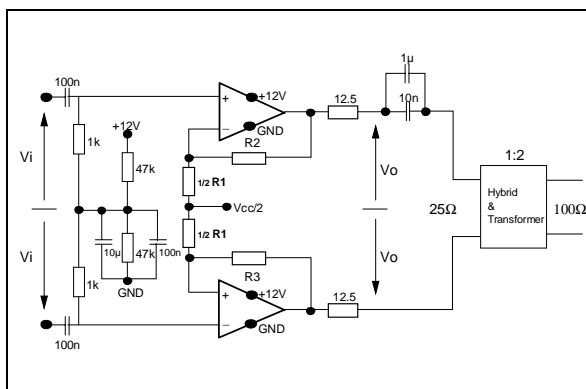 100n
+
+12V
12.5
1µ
10n
−
GND
R2
+12V
1k
Vi
47k
1/2 R1
Vcc/2
Vo
1:2
Hybrid
&
Transformer
25Ω
100Ω
Vi
10µ
47k
100n
1/2 R1
Vo
GND
1k
R3
+
+12V
12.5
−
GND
100n